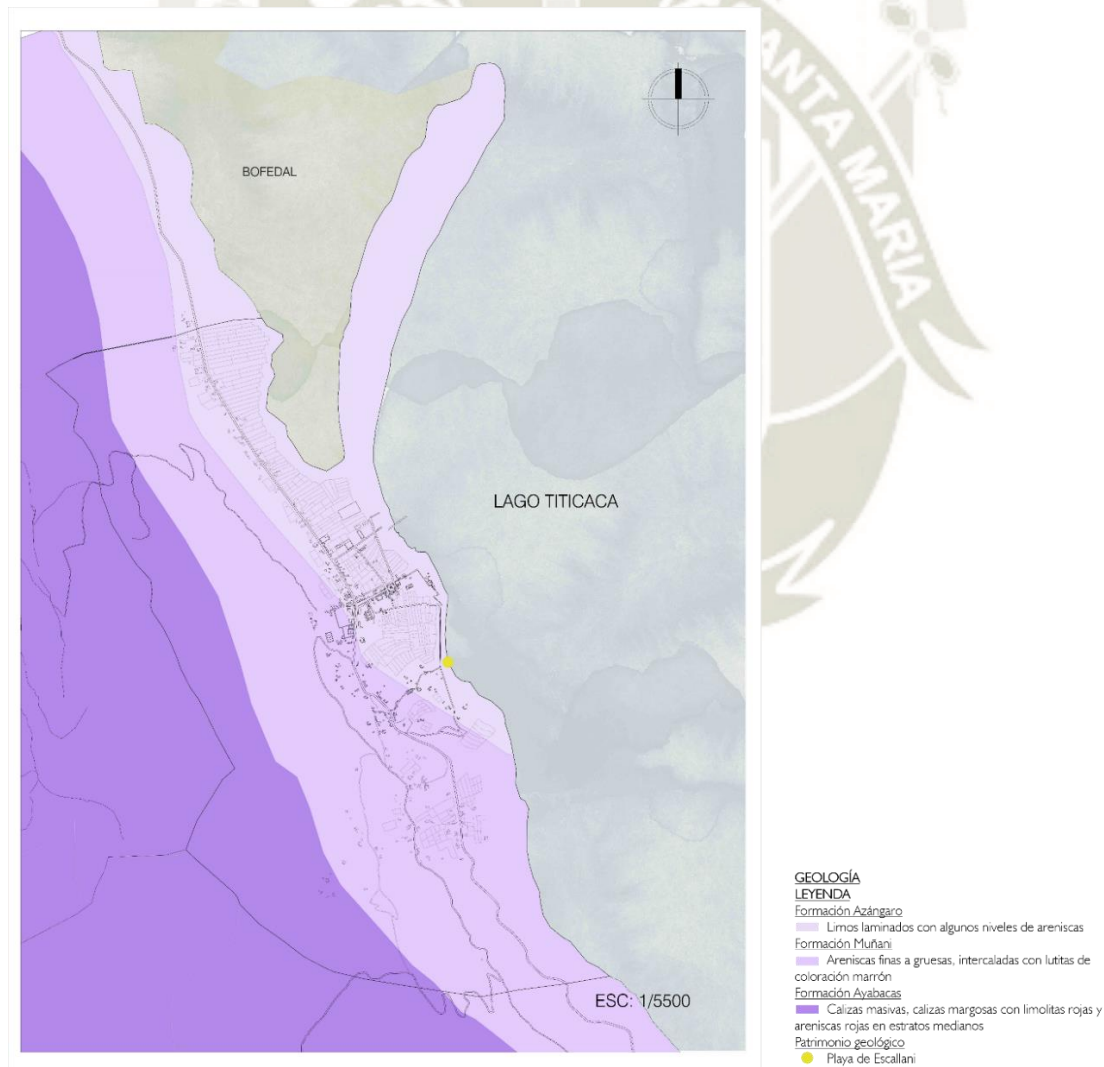 ANTA MARIA
BOFEDAL
LAGO TITICACA
ESC: 1/5500
GEOLOGÍA
LEYENDA
Formación Azángaro
Limos laminados con algunos niveles de areniscas
Formación Muñani
Areniscas finas a gruesas, intercaladas con lutitas de
coloración marrón
Formación Ayabacas
Calizas masivas, calizas margosas con limolitas rojas y
areniscas rojas en estratos medianos
Patrimonio geológico
Playa de Escallani